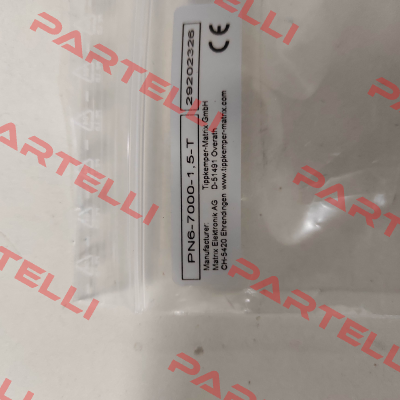 PN6-7000-1,5-T 29202326
Manufacturer: Tippkemper-Matrix GmbH
Matrix Elektronik AG D-51491 Overath
CH-5420 Ehrendingen www.tippkemper-matrix.com
CE
PARTELLI
PARTELLI
PARTELLI
PARTELLI